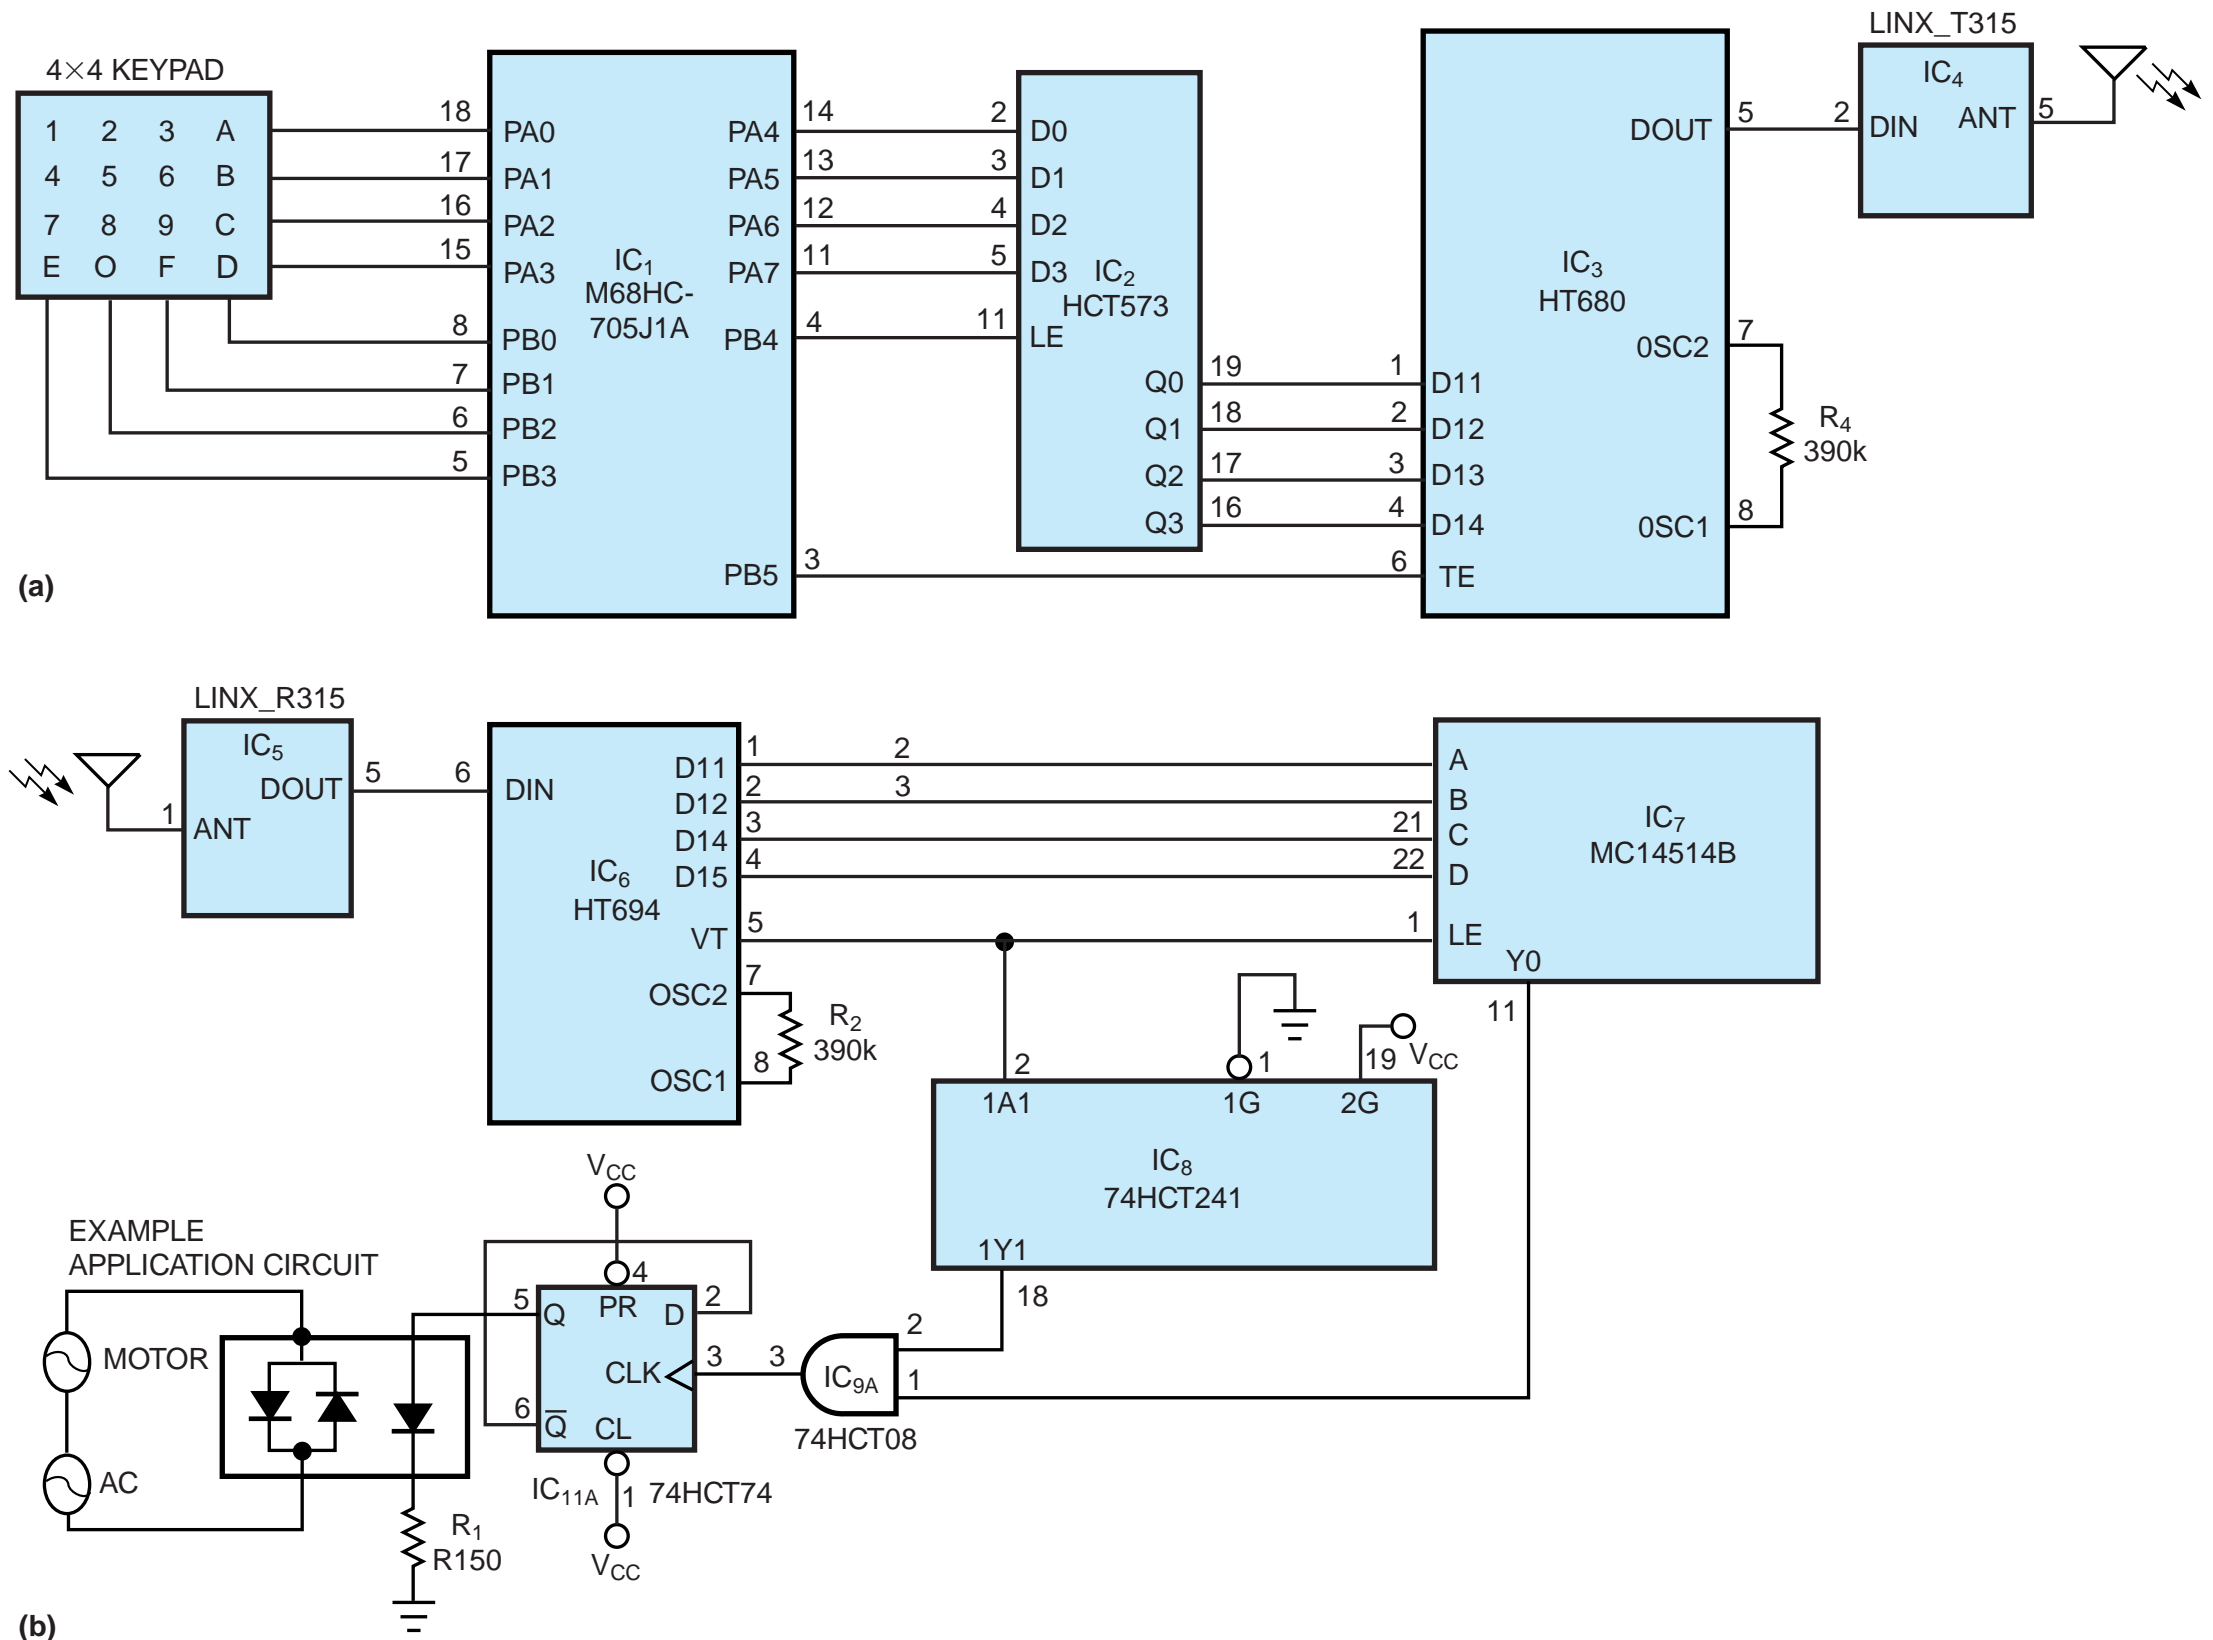 LINX_T315
4×4 KEYPAD
1 2 3 A
4 5 6 B
7 8 9 C
E O F D
18
17
16
15
8
7
6
5
PA0
PA1
PA2
PA3
PB0
PB1
PB2
PB3
IC1
M68HC-
705J1A
PA4
PA5
PA6
PA7
PB4
PB5
14
13
12
11
4
3
2
3
4
5
11
D0
D1
D2
D3
LE
IC2
HCT573
Q0
Q1
Q2
Q3
19
18
17
16
1
2
3
4
6
D11
D12
D13
D14
TE
IC3
HT680
DOUT
0SC2
0SC1
5
7
8
R4
390k
2
DIN
IC4
ANT
5
(a)
LINX_R315
IC5
DOUT
ANT
1
5
6
DIN
IC6
HT694
D11
D12
D14
D15
VT
OSC2
OSC1
1
2
3
4
5
7
8
R2
390k
2
3
21
22
1
A
B
C
D
LE
IC7
MC14514B
Y0
11
2
1
19
VCC
1A1
1G
2G
IC8
74HCT241
1Y1
18
VCC
EXAMPLE
APPLICATION CIRCUIT
MOTOR
AC
4
5
Q
PR
D
2
CLK
3
3
6
Q̅
CL
IC11A
1
74HCT74
VCC
IC9A
2
1
74HCT08
R1
R150
(b)